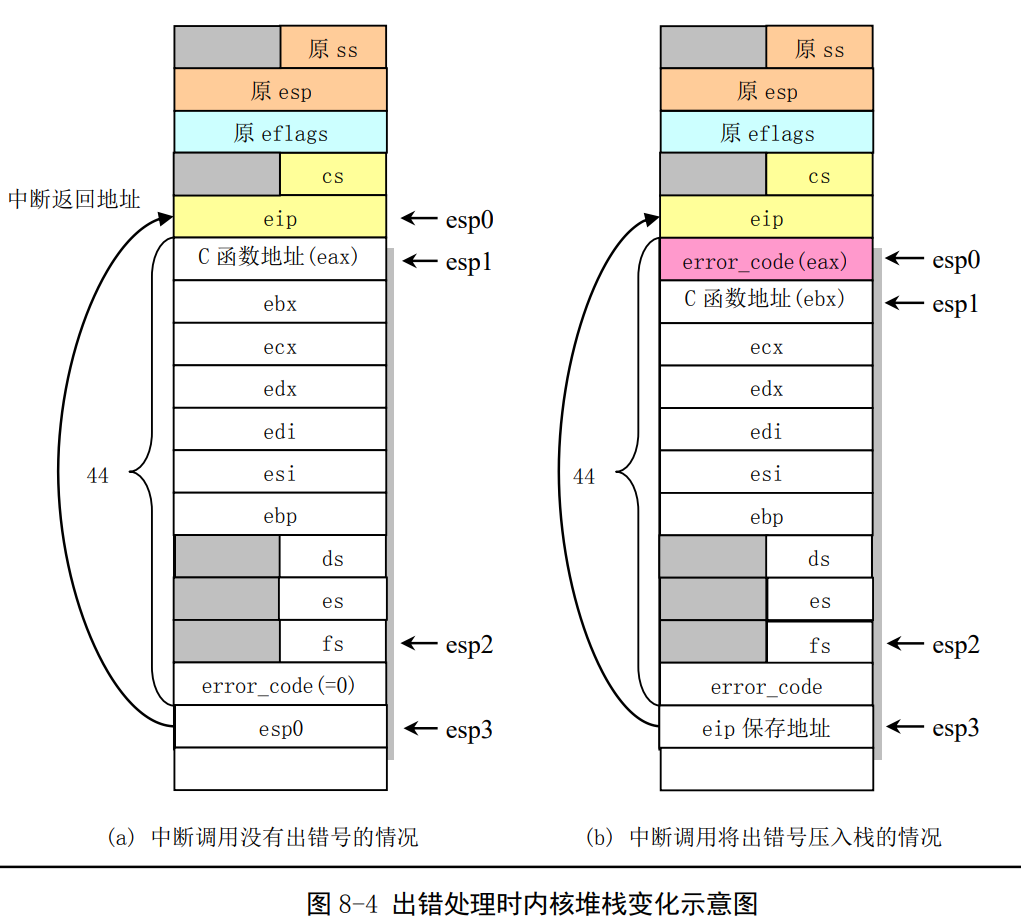 原 ss
原 esp
原 eflags
cs
中断返回地址
eip
esp0
C 函数地址(eax)
esp1
ebx
ecx
edx
edi
44
esi
ebp
ds
es
fs
esp2
error_code(=0)
esp0
esp3
(a) 中断调用没有出错号的情况
原 ss
原 esp
原 eflags
cs
eip
error_code(eax)
esp0
C 函数地址(ebx)
esp1
ecx
edx
edi
44
esi
ebp
ds
es
fs
esp2
error_code
eip 保存地址
esp3
(b) 中断调用将出错号压入栈的情况
图 8-4 出错处理时内核堆栈变化示意图